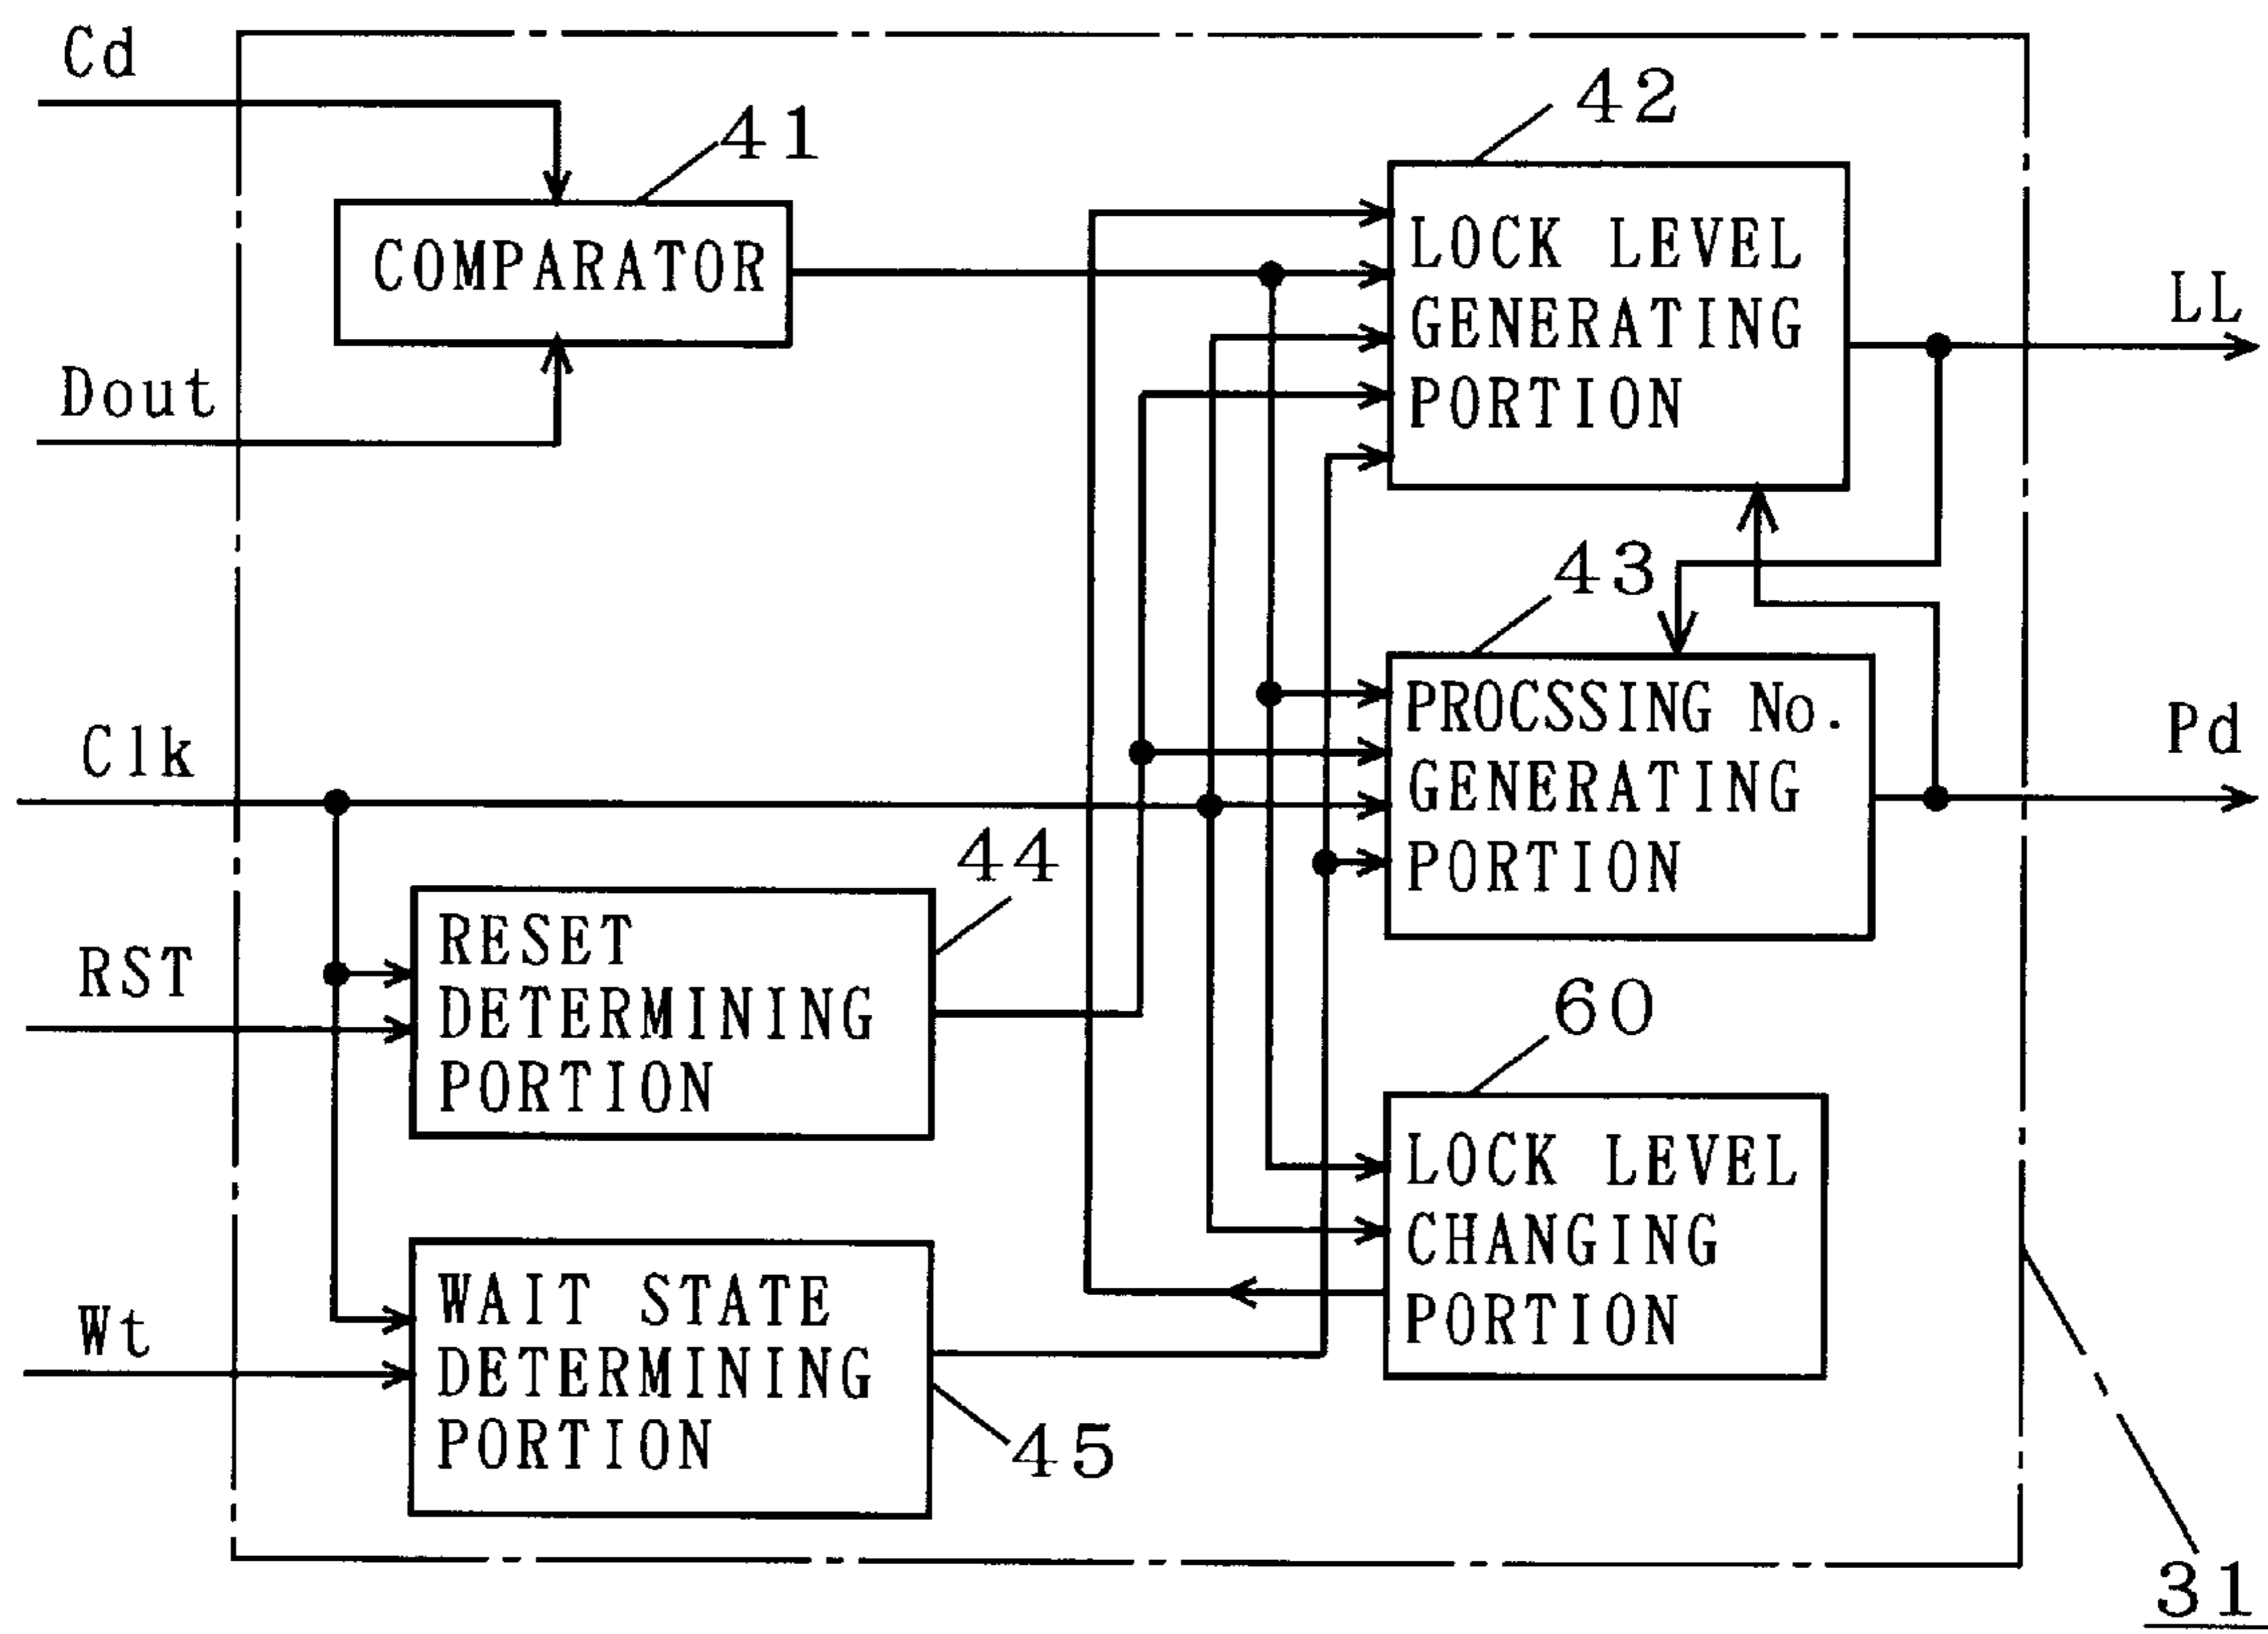 Cd
41
42
COMPARATOR
LOCK LEVEL
GENERATING
PORTION
LL
Dout
43
PROCSSING No.
GENERATING
PORTION
Pd
Clk
44
RESET
DETERMINING
PORTION
RST
60
LOCK LEVEL
CHANGING
PORTION
WAIT STATE
DETERMINING
PORTION
Wt
45
31